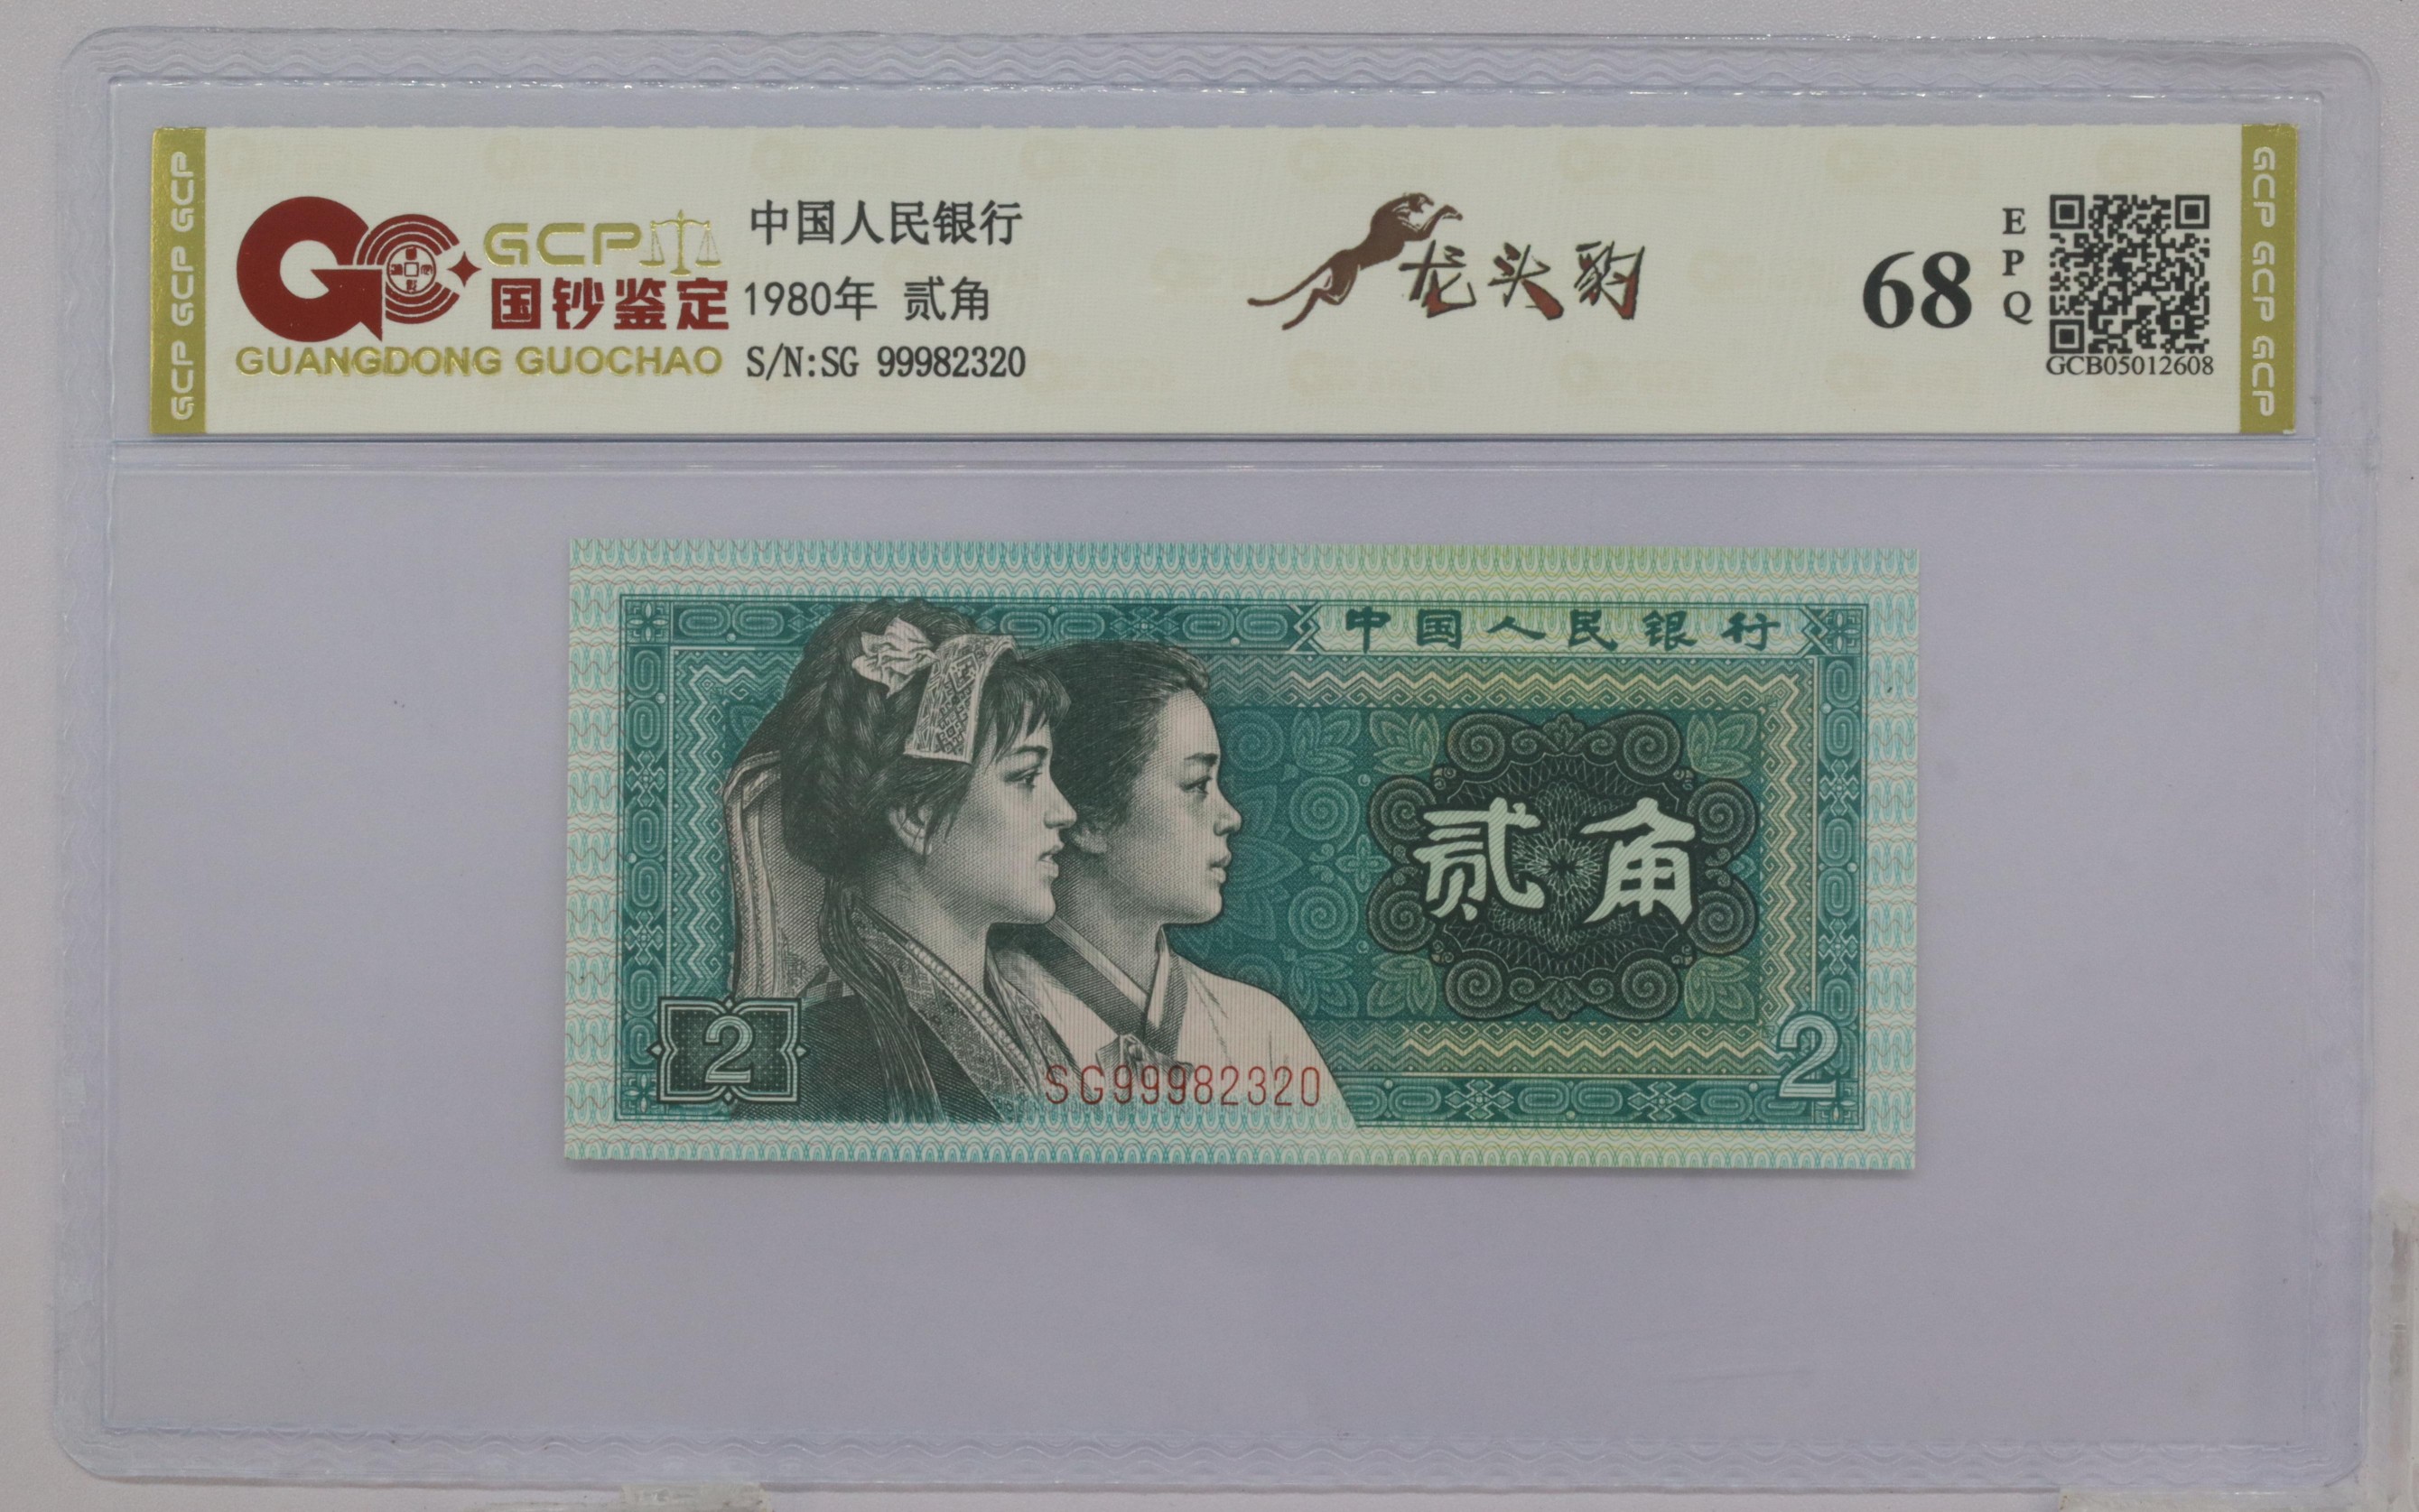 GCP GCP GCP
GCP
国钞鉴定
GUANGDONG GUOCHAO
中国人民银行
1980年 贰角
S/N:SG 99982320
龙头豹
68
EPQ
GCB05012608
GCP GCP GCP
中国人民银行
贰角
2
SG99982320
2